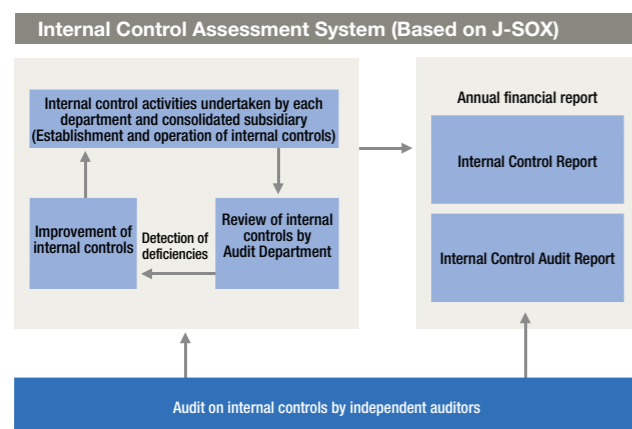 Internal Control Assessment System (Based on J-SOX)
Internal control activities undertaken by each
department and consolidated subsidiary
(Establishment and operation of internal controls)
Improvement of
internal controls
Detection of
deficiencies
Review of internal
controls by
Audit Department
Annual financial report
Internal Control Report
Internal Control Audit Report
Audit on internal controls by independent auditors